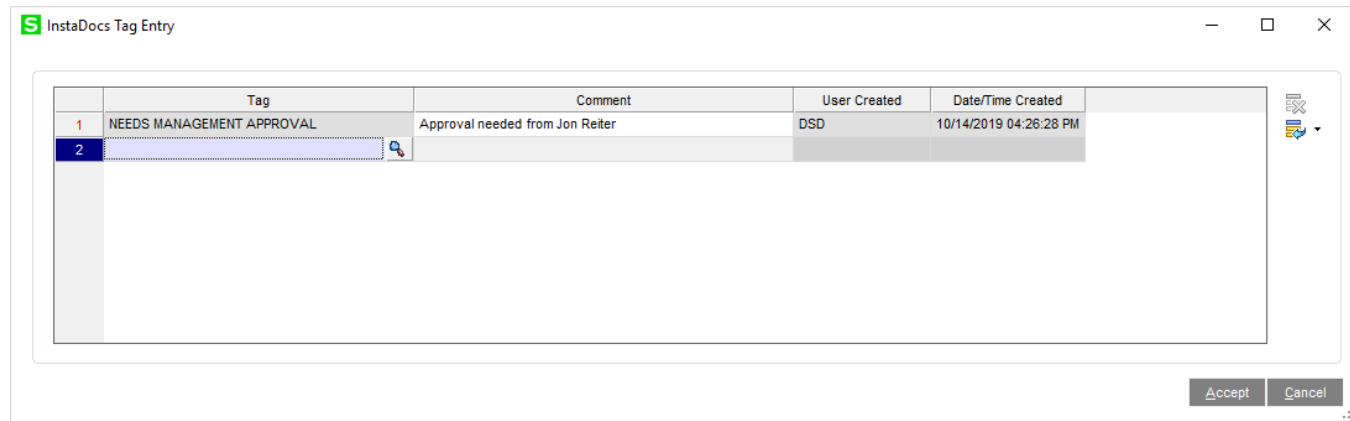 S InstaDocs Tag Entry
Tag Comment User Created Date/Time Created
1 NEEDS MANAGEMENT APPROVAL Approval needed from Jon Reiter DSD 10/14/2019 04:26:28 PM
2
Accept Cancel